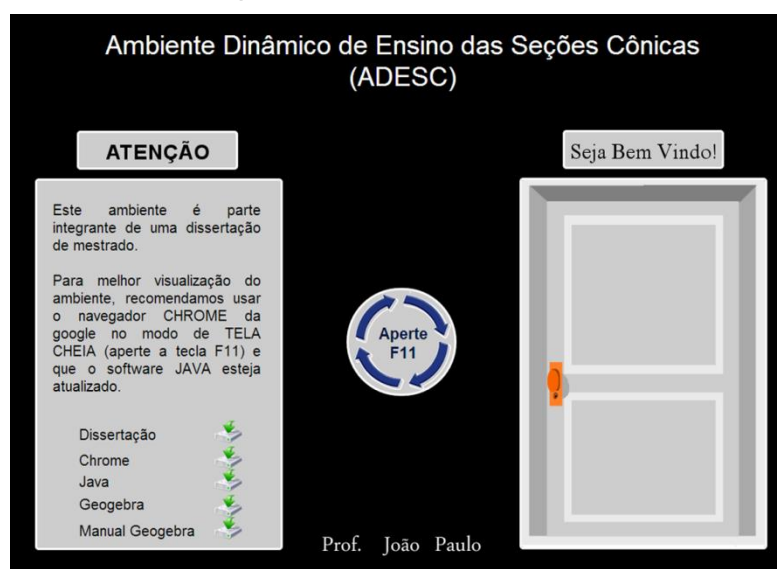 Ambiente Dinâmico de Ensino das Seções Cônicas
(ADESC)
ATENÇÃO
Este ambiente é parte
integrante de uma dissertação
de mestrado.
Para melhor visualização do
ambiente, recomendamos usar
o navegador CHROME da
google no modo de TELA
CHEIA (aperte a tecla F11) e
que o software JAVA esteja
atualizado.
Dissertação
Chrome
Java
Geogebra
Manual Geogebra
Aperte
F11
Seja Bem Vindo!
Prof. João Paulo